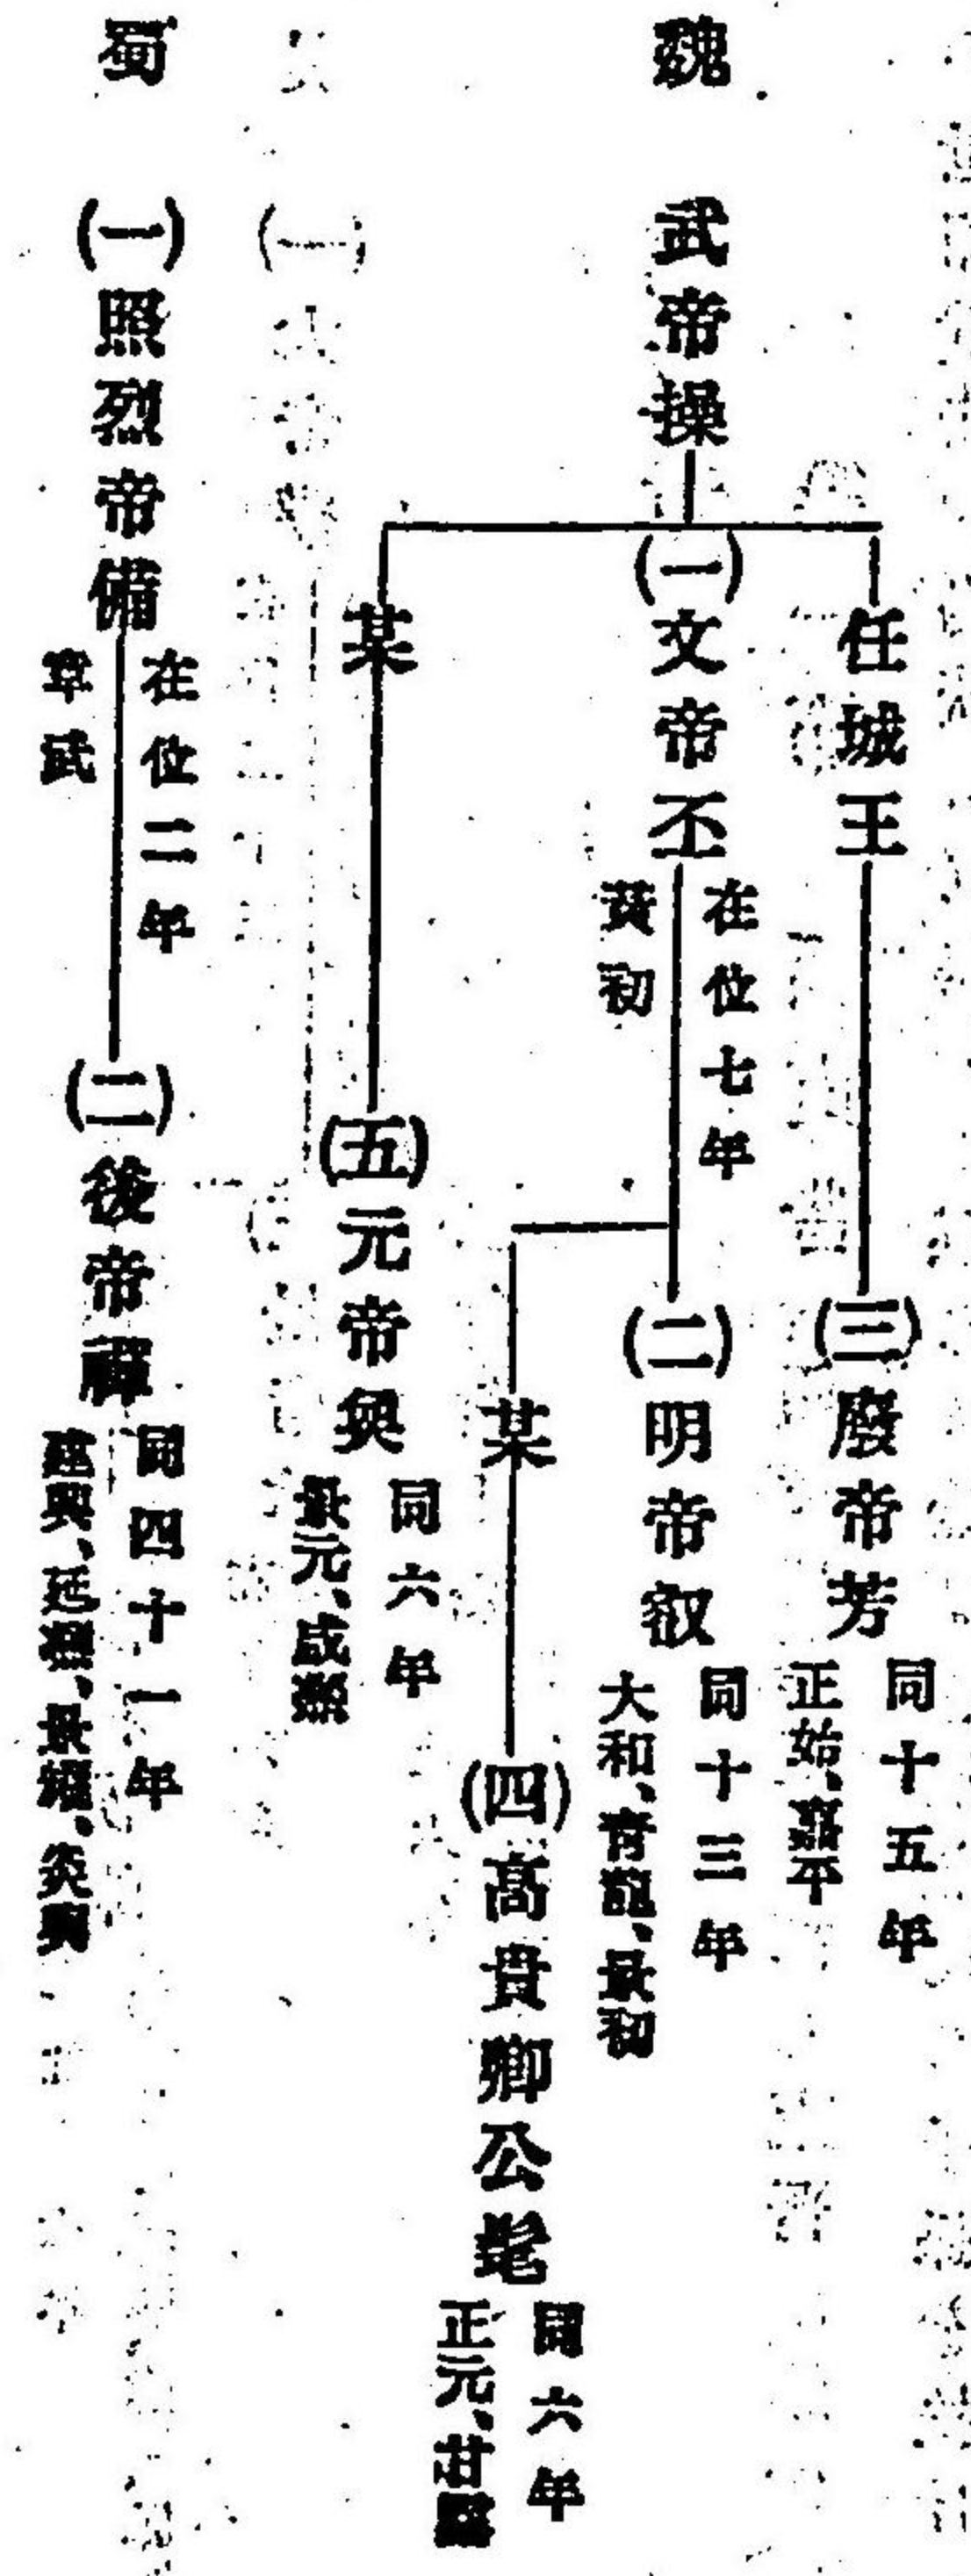 魏
武帝操
任城王
(三)廢帝芳
同十五年
正始、嘉平
(一)文帝丕
在位七年
黃初
(二)明帝叡
同十三年
大和、青龍、景初
某
(四)高貴鄕公髦
同六年
正元、甘露
某
(五)元帝奐
同六年
景元、咸熙
蜀
(一)照烈帝備
在位二年
章武
(二)後帝禪
同四十一年
建興、延熙、景耀、炎興